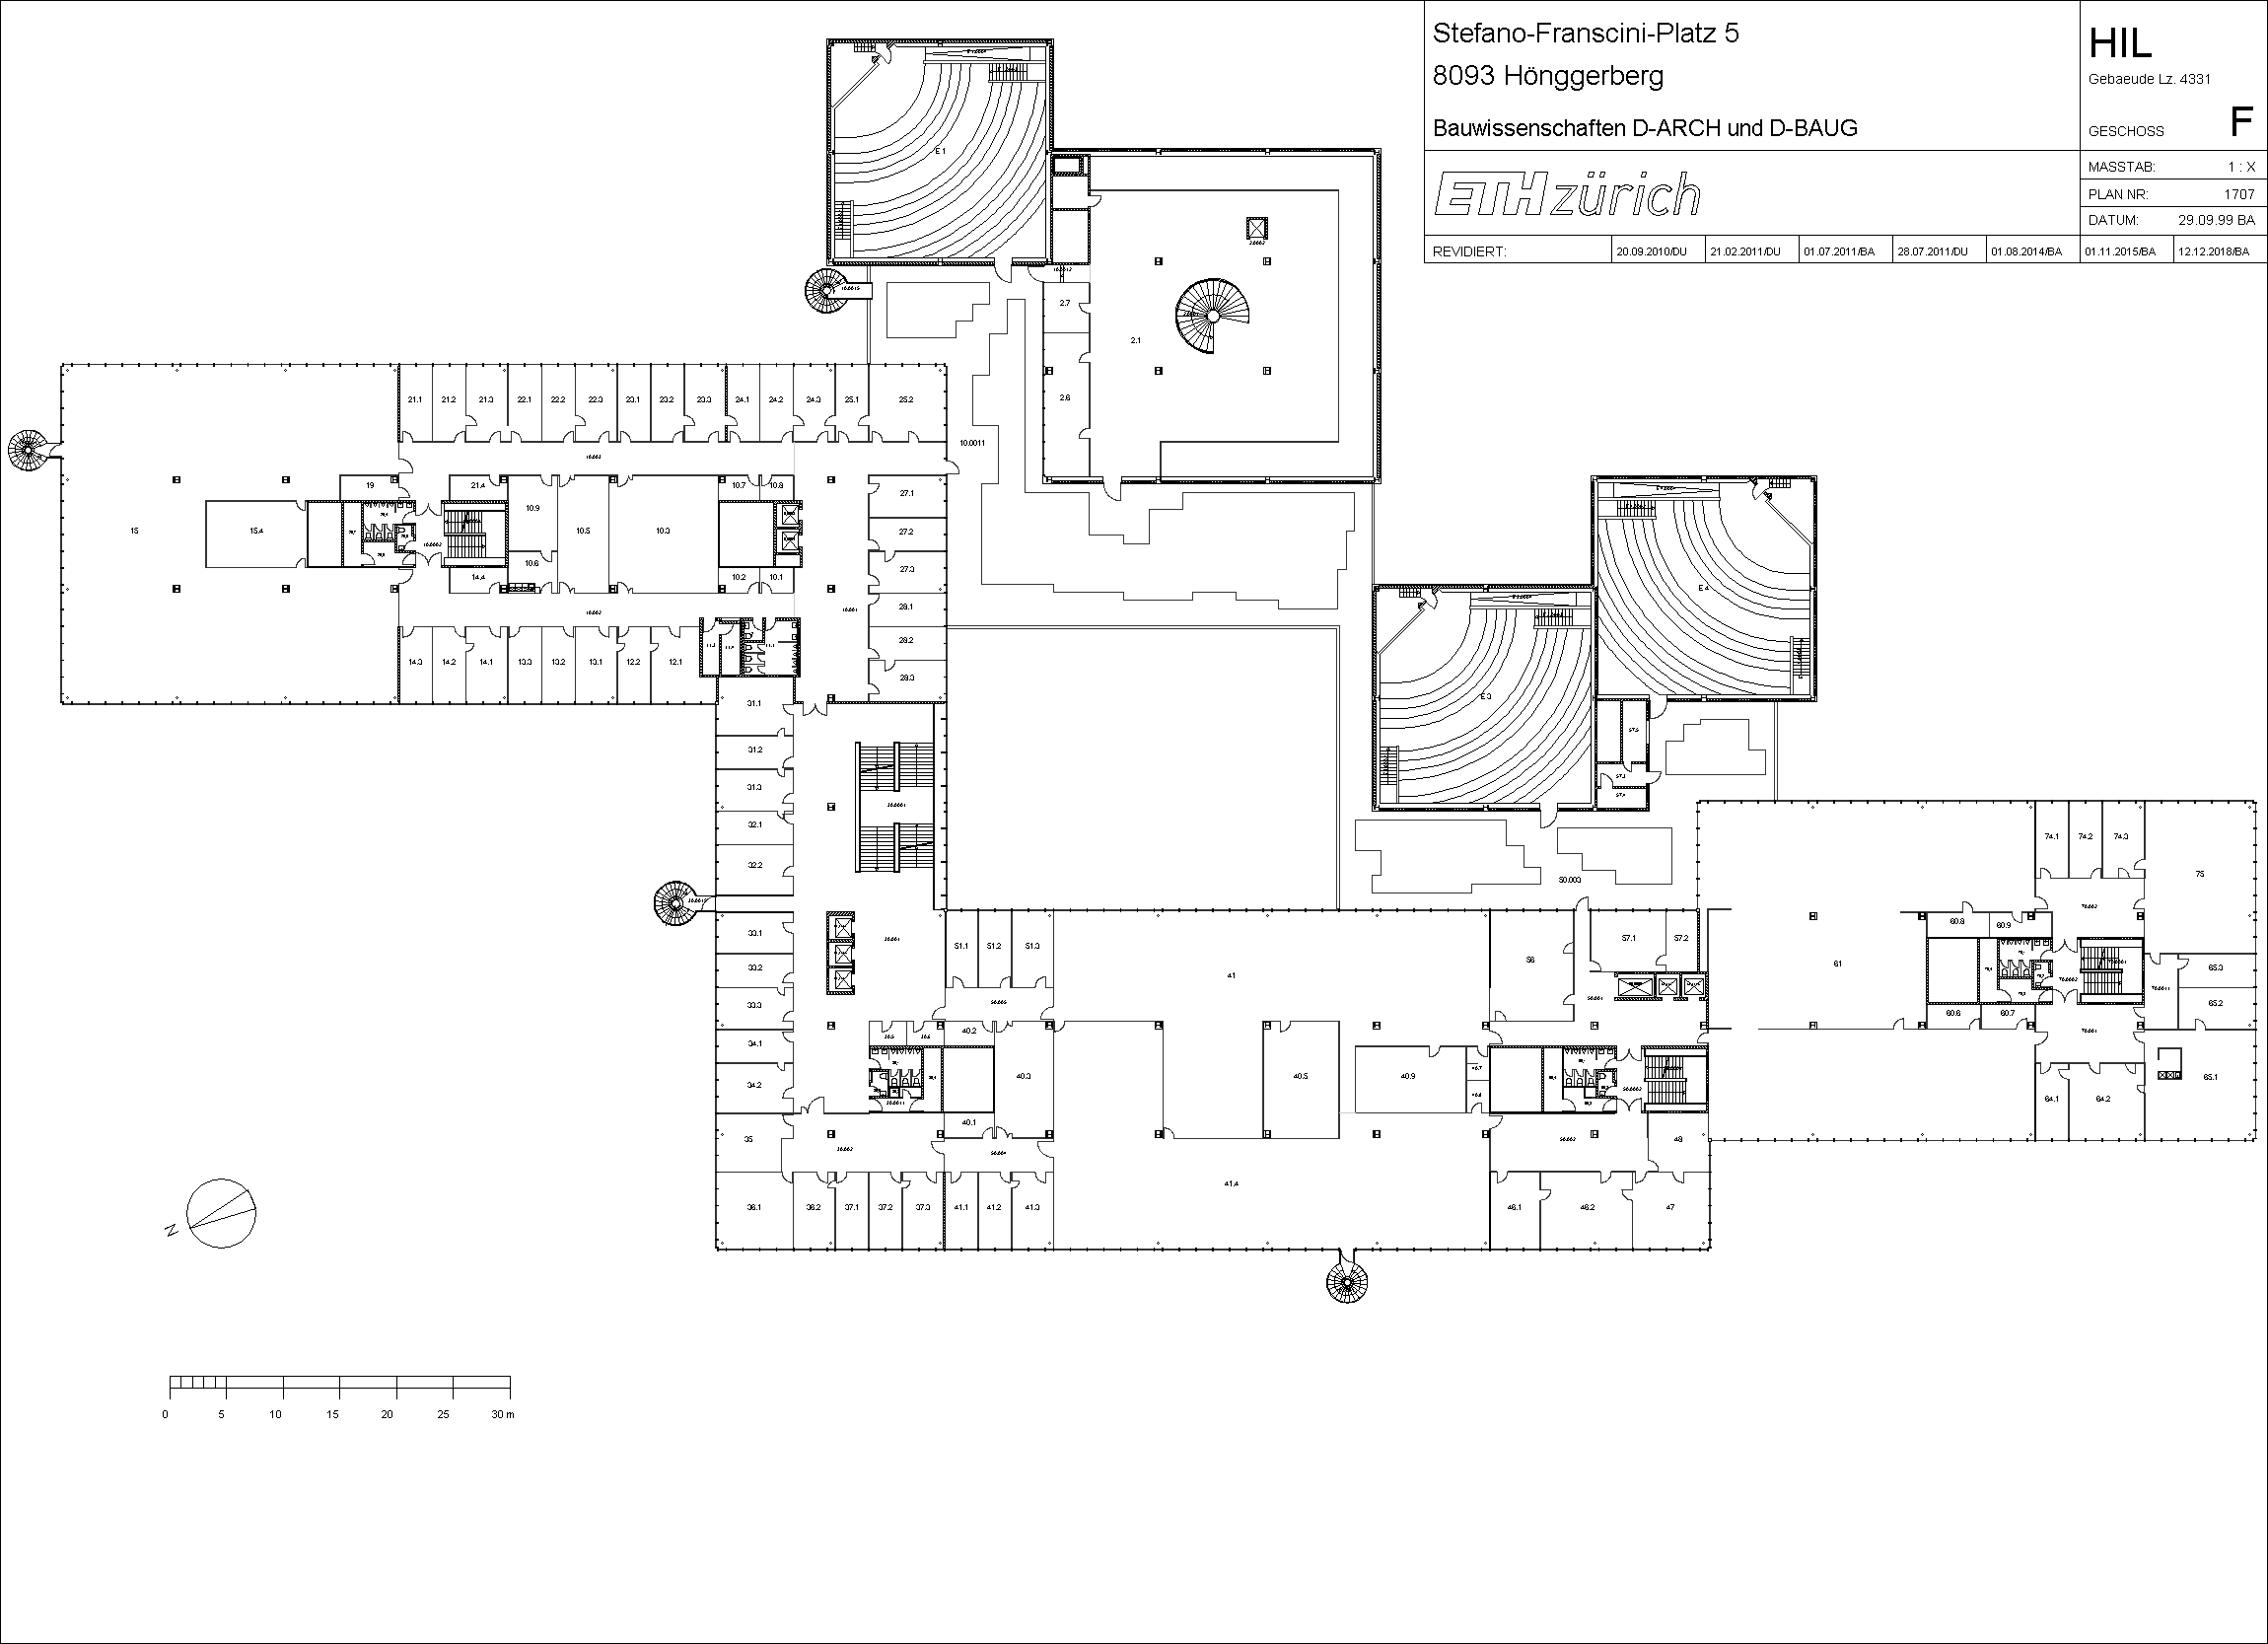 Stefano-Franscini-Platz 5
8093 Hönggerberg
Bauwissenschaften D-ARCH und D-BAUG
HIL
Gebaeude Lz. 4331
GESCHOSS F
ETH zürich
MASSTAB: 1 : X
PLAN NR: 1707
DATUM: 29.09.99 BA
REVIDIERT: 20.09.2010/DU 21.02.2011/DU 01.07.2011/BA 28.07.2011/DU 01.08.2014/BA 01.11.2015/BA 12.12.2018/BA
E 1
2.7
2.1
2.6
21.1 21.2 21.3 22.1 22.2 22.3 23.1 23.2 23.3 24.1 24.2 24.3 25.1 25.2
10.0011
19 21.4 10.7 10.8 27.1
15 15.4 10.9 10.5 10.3 27.2
10.6 27.3
14.4 10.2 10.1
28.1
28.2
14.3 14.2 14.1 13.3 13.2 13.1 12.2 12.1
28.3
E 4
E 3
31.1
31.2
31.3
32.1
32.2
33.1
33.2
33.3
34.1
34.2
35
36.1 36.2 37.1 37.2 37.3 41.1 41.2 41.3
51.1 51.2 51.3
41
40.2
40.3
40.1
40.5
40.9
41.4
56
57.1 57.2
50.003
48
46.1 46.2 47
74.1 74.2 74.3
75
60.8 60.9
61
65.3
65.2
60.6 60.7
65.1
64.1 64.2
N
0 5 10 15 20 25 30 m